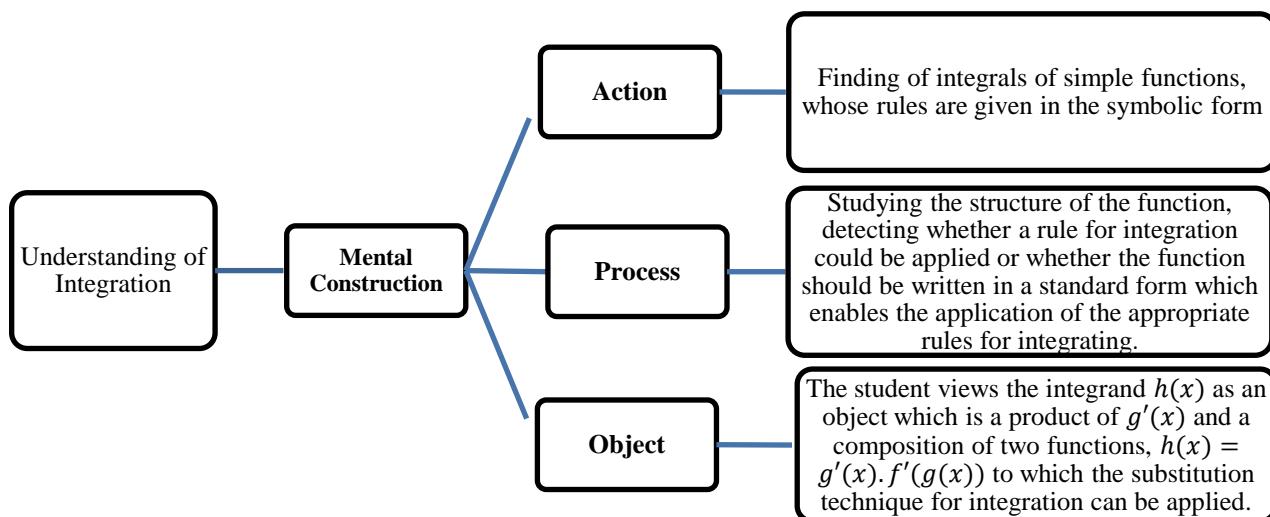 Understanding of
Integration
Mental
Construction
Action
Finding of integrals of simple functions,
whose rules are given in the symbolic form
Process
Studying the structure of the function,
detecting whether a rule for integration
could be applied or whether the function
should be written in a standard form which
enables the application of the appropriate
rules for integrating.
Object
The student views the integrand ℎ(𝑥) as an
object which is a product of 𝑔′(𝑥) and a
composition of two functions, ℎ(𝑥) =
𝑔′(𝑥). 𝑓′(𝑔(𝑥)) to which the substitution
technique for integration can be applied.